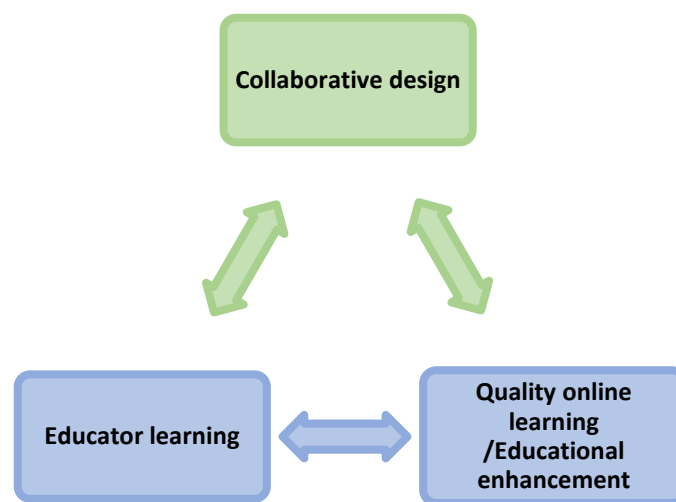 Collaborative design
Educator learning
Quality online
learning
/Educational
enhancement